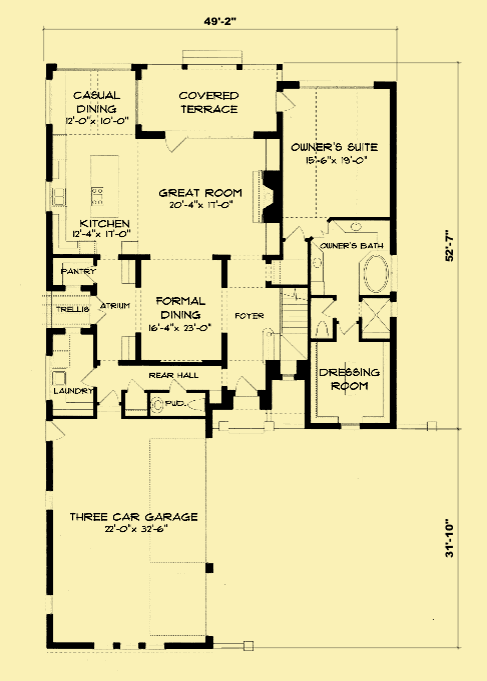 49'-2"
CASUAL
DINING
12'-0"x 10'-0"
COVERED
TERRACE
OWNER'S SUITE
15'-6"x 19'-0"
GREAT ROOM
20'-4"x 17'-0"
KITCHEN
12'-4"x 17'-0"
OWNER'S BATH
52'-7"
PANTRY
TRELLIS
ATRIUM
FORMAL
DINING
16'-4"x 23'-0"
FOYER
REAR HALL
DRESSING
ROOM
LAUNDRY
PWD.
THREE CAR GARAGE
22'-0"x 32'-6"
31'-10"